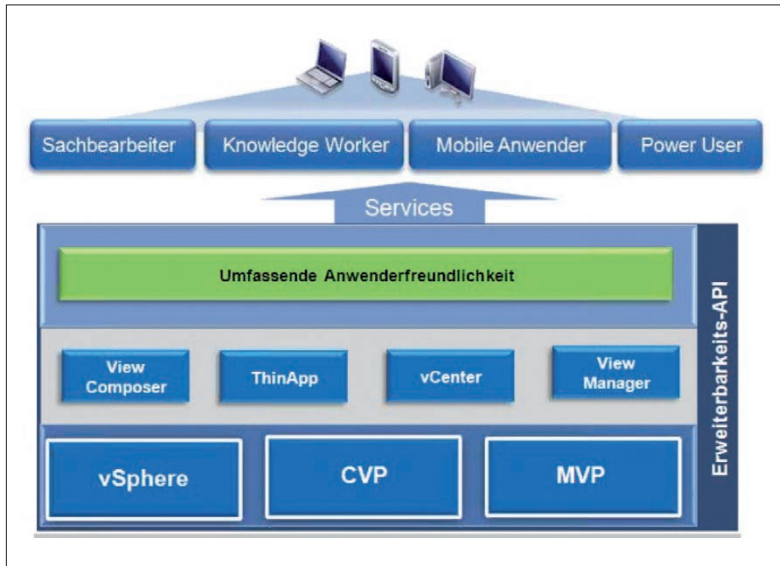 Sachbearbeiter
Knowledge Worker
Mobile Anwender
Power User
Services
Umfassende Anwenderfreundlichkeit
View
Composer
ThinApp
vCenter
View
Manager
vSphere
CVP
MVP
Erweiterbarkeits-API